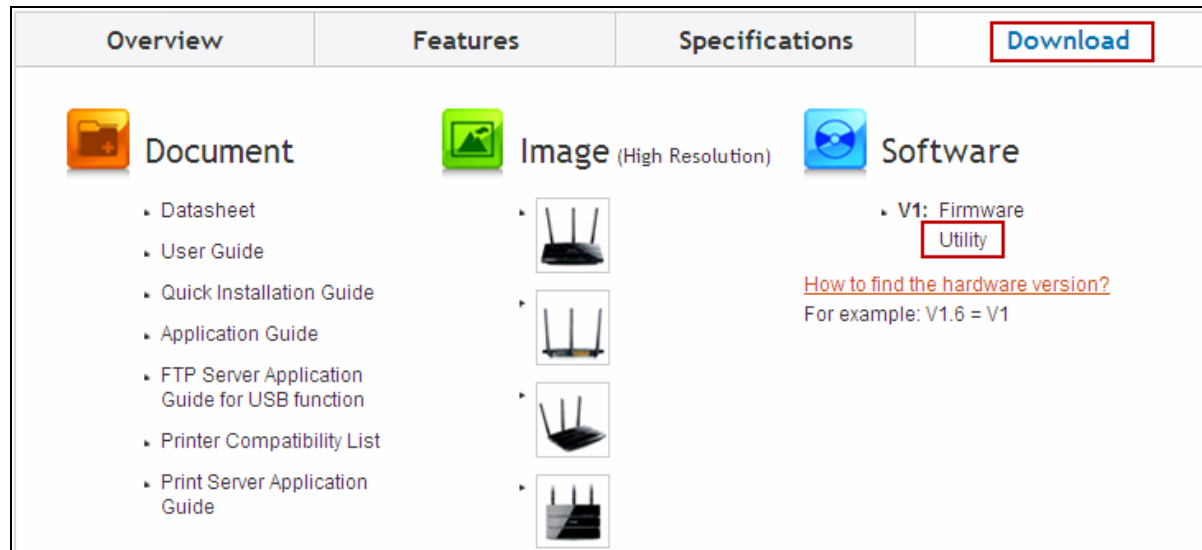 Overview Features Specifications Download
Document
Datasheet
User Guide
Quick Installation Guide
Application Guide
FTP Server Application
Guide for USB function
Printer Compatibility List
Print Server Application
Guide
Image (High Resolution)
Software
V1: Firmware
Utility
How to find the hardware version?
For example: V1.6 = V1